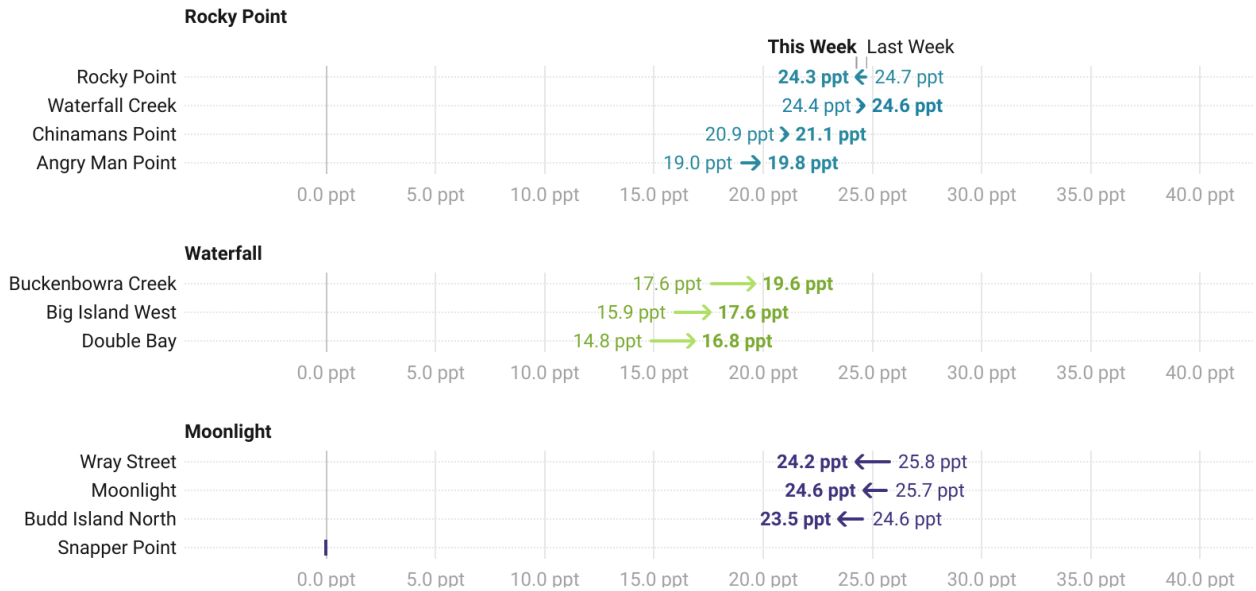 Rocky Point
This Week Last Week
Rocky Point 24.3 ppt 24.7 ppt
Waterfall Creek 24.4 ppt 24.6 ppt
Chinamans Point 20.9 ppt 21.1 ppt
Angry Man Point 19.0 ppt 19.8 ppt
0.0 ppt 5.0 ppt 10.0 ppt 15.0 ppt 20.0 ppt 25.0 ppt 30.0 ppt 35.0 ppt 40.0 ppt
Waterfall
Buckenbowra Creek 17.6 ppt 19.6 ppt
Big Island West 15.9 ppt 17.6 ppt
Double Bay 14.8 ppt 16.8 ppt
0.0 ppt 5.0 ppt 10.0 ppt 15.0 ppt 20.0 ppt 25.0 ppt 30.0 ppt 35.0 ppt 40.0 ppt
Moonlight
Wray Street 24.2 ppt 25.8 ppt
Moonlight 24.6 ppt 25.7 ppt
Budd Island North 23.5 ppt 24.6 ppt
Snapper Point
0.0 ppt 5.0 ppt 10.0 ppt 15.0 ppt 20.0 ppt 25.0 ppt 30.0 ppt 35.0 ppt 40.0 ppt